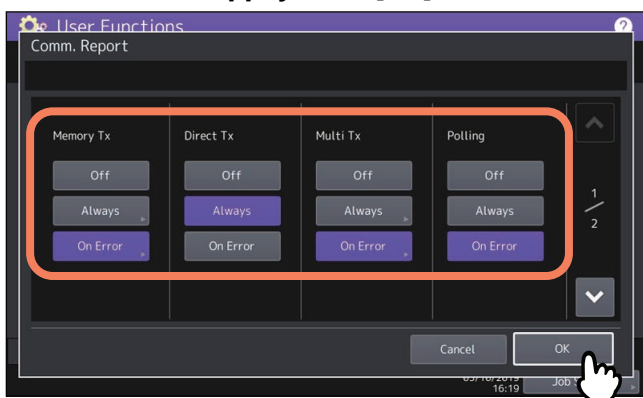 User Functions ?
Comm. Report
Memory Tx Direct Tx Multi Tx Polling
Off Off Off Off
Always Always Always Always
On Error On Error On Error On Error
1
2
Cancel OK
16:19 Job